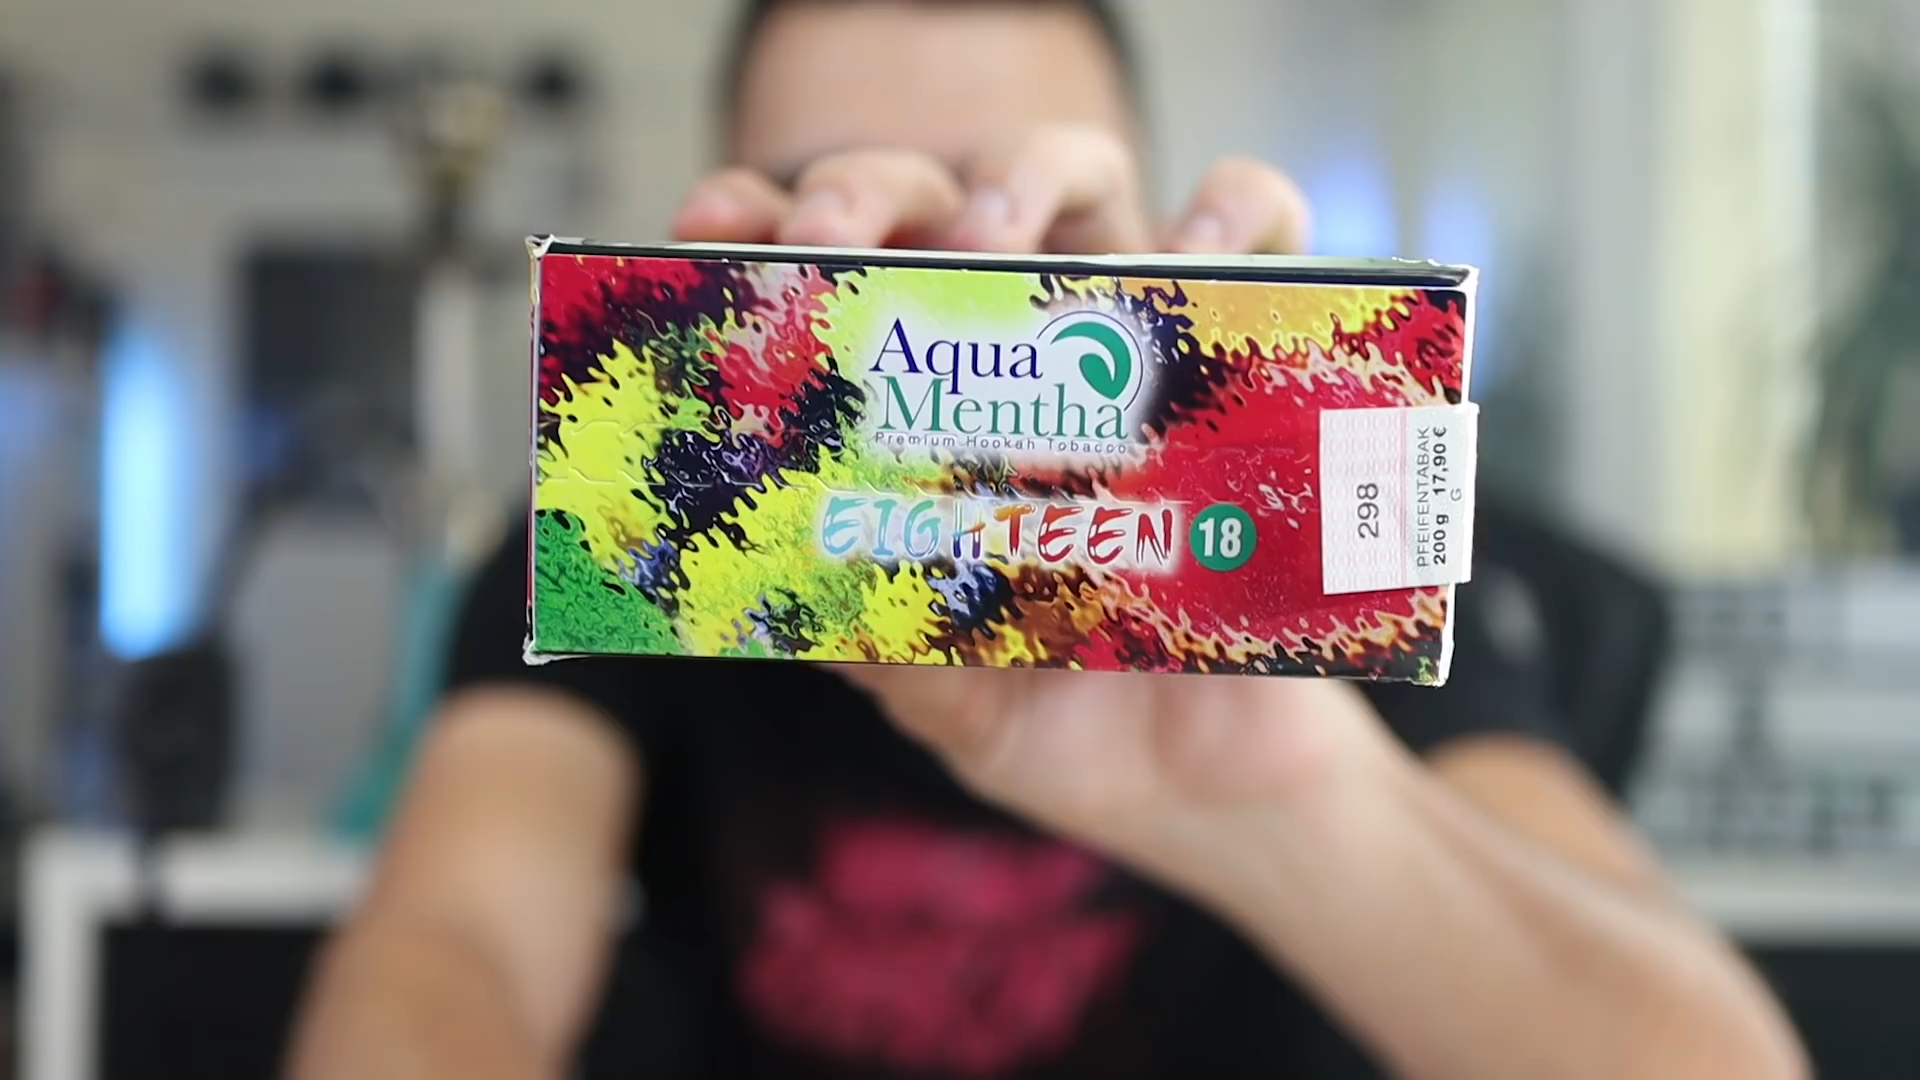 Aqua
Mentha
Premium Hookah Tobacco
EIGHTEEN 18
298
PFEIFENTABAK
200 g 17,90 €
G